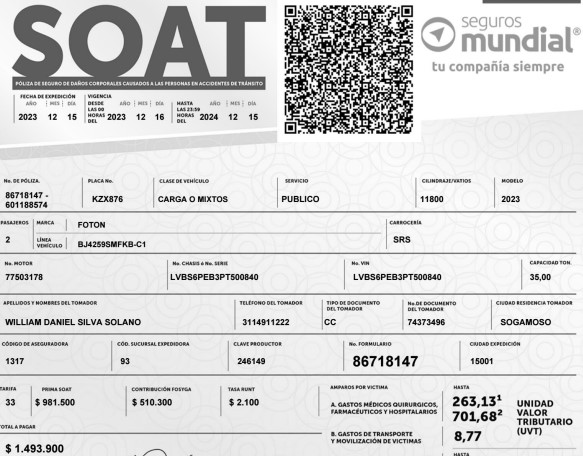 SOAT
seguros
mundial®
tu compañía siempre
PÓLIZA DE SEGURO DE DAÑOS CORPORALES CAUSADOS A LAS PERSONAS EN ACCIDENTES DE TRÁNSITO
FECHA DE EXPEDICIÓN
AÑO MES DÍA
2023 12 15
VIGENCIA
DESDE LAS 00 HORAS DEL
AÑO MES DÍA
2023 12 16
HASTA LAS 23:59 HORAS DEL
AÑO MES DÍA
2024 12 15
No. DE PÓLIZA. PLACA No. CLASE DE VEHÍCULO SERVICIO CILINDRAJE/VATIOS MODELO
86718147 -
601188574
KZX876 CARGA O MIXTOS PUBLICO 11800 2023
PASAJEROS MARCA FOTON CARROCERÍA
2 LÍNEA VEHÍCULO BJ4259SMFKB-C1 SRS
No. MOTOR No. CHASIS ó No. SERIE No. VIN CAPACIDAD TON.
77503178 LVBS6PEB3PT500840 LVBS6PEB3PT500840 35,00
APELLIDOS Y NOMBRES DEL TOMADOR TELÉFONO DEL TOMADOR TIPO DE DOCUMENTO DEL TOMADOR No.DE DOCUMENTO DEL TOMADOR CIUDAD RESIDENCIA TOMADOR
WILLIAM DANIEL SILVA SOLANO 3114911222 CC 74373496 SOGAMOSO
CÓDIGO DE ASEGURADORA CÓD. SUCURSAL EXPEDIDORA CLAVE PRODUCTOR No. FORMULARIO CIUDAD EXPEDICIÓN
1317 93 246149 86718147 15001
TARIFA PRIMA SOAT CONTRIBUCIÓN FOSYGA TASA RUNT
33 $ 981.500 $ 510.300 $ 2.100
TOTAL A PAGAR
$ 1.493.900
AMPAROS POR VICTIMA HASTA
A. GASTOS MÉDICOS QUIRURGICOS,
FARMACÉUTICOS Y HOSPITALARIOS
263,13¹
701,68²
B. GASTOS DE TRANSPORTE
Y MOVILIZACIÓN DE VICTIMAS
8,77
UNIDAD
VALOR
TRIBUTARIO
(UVT)
HASTA